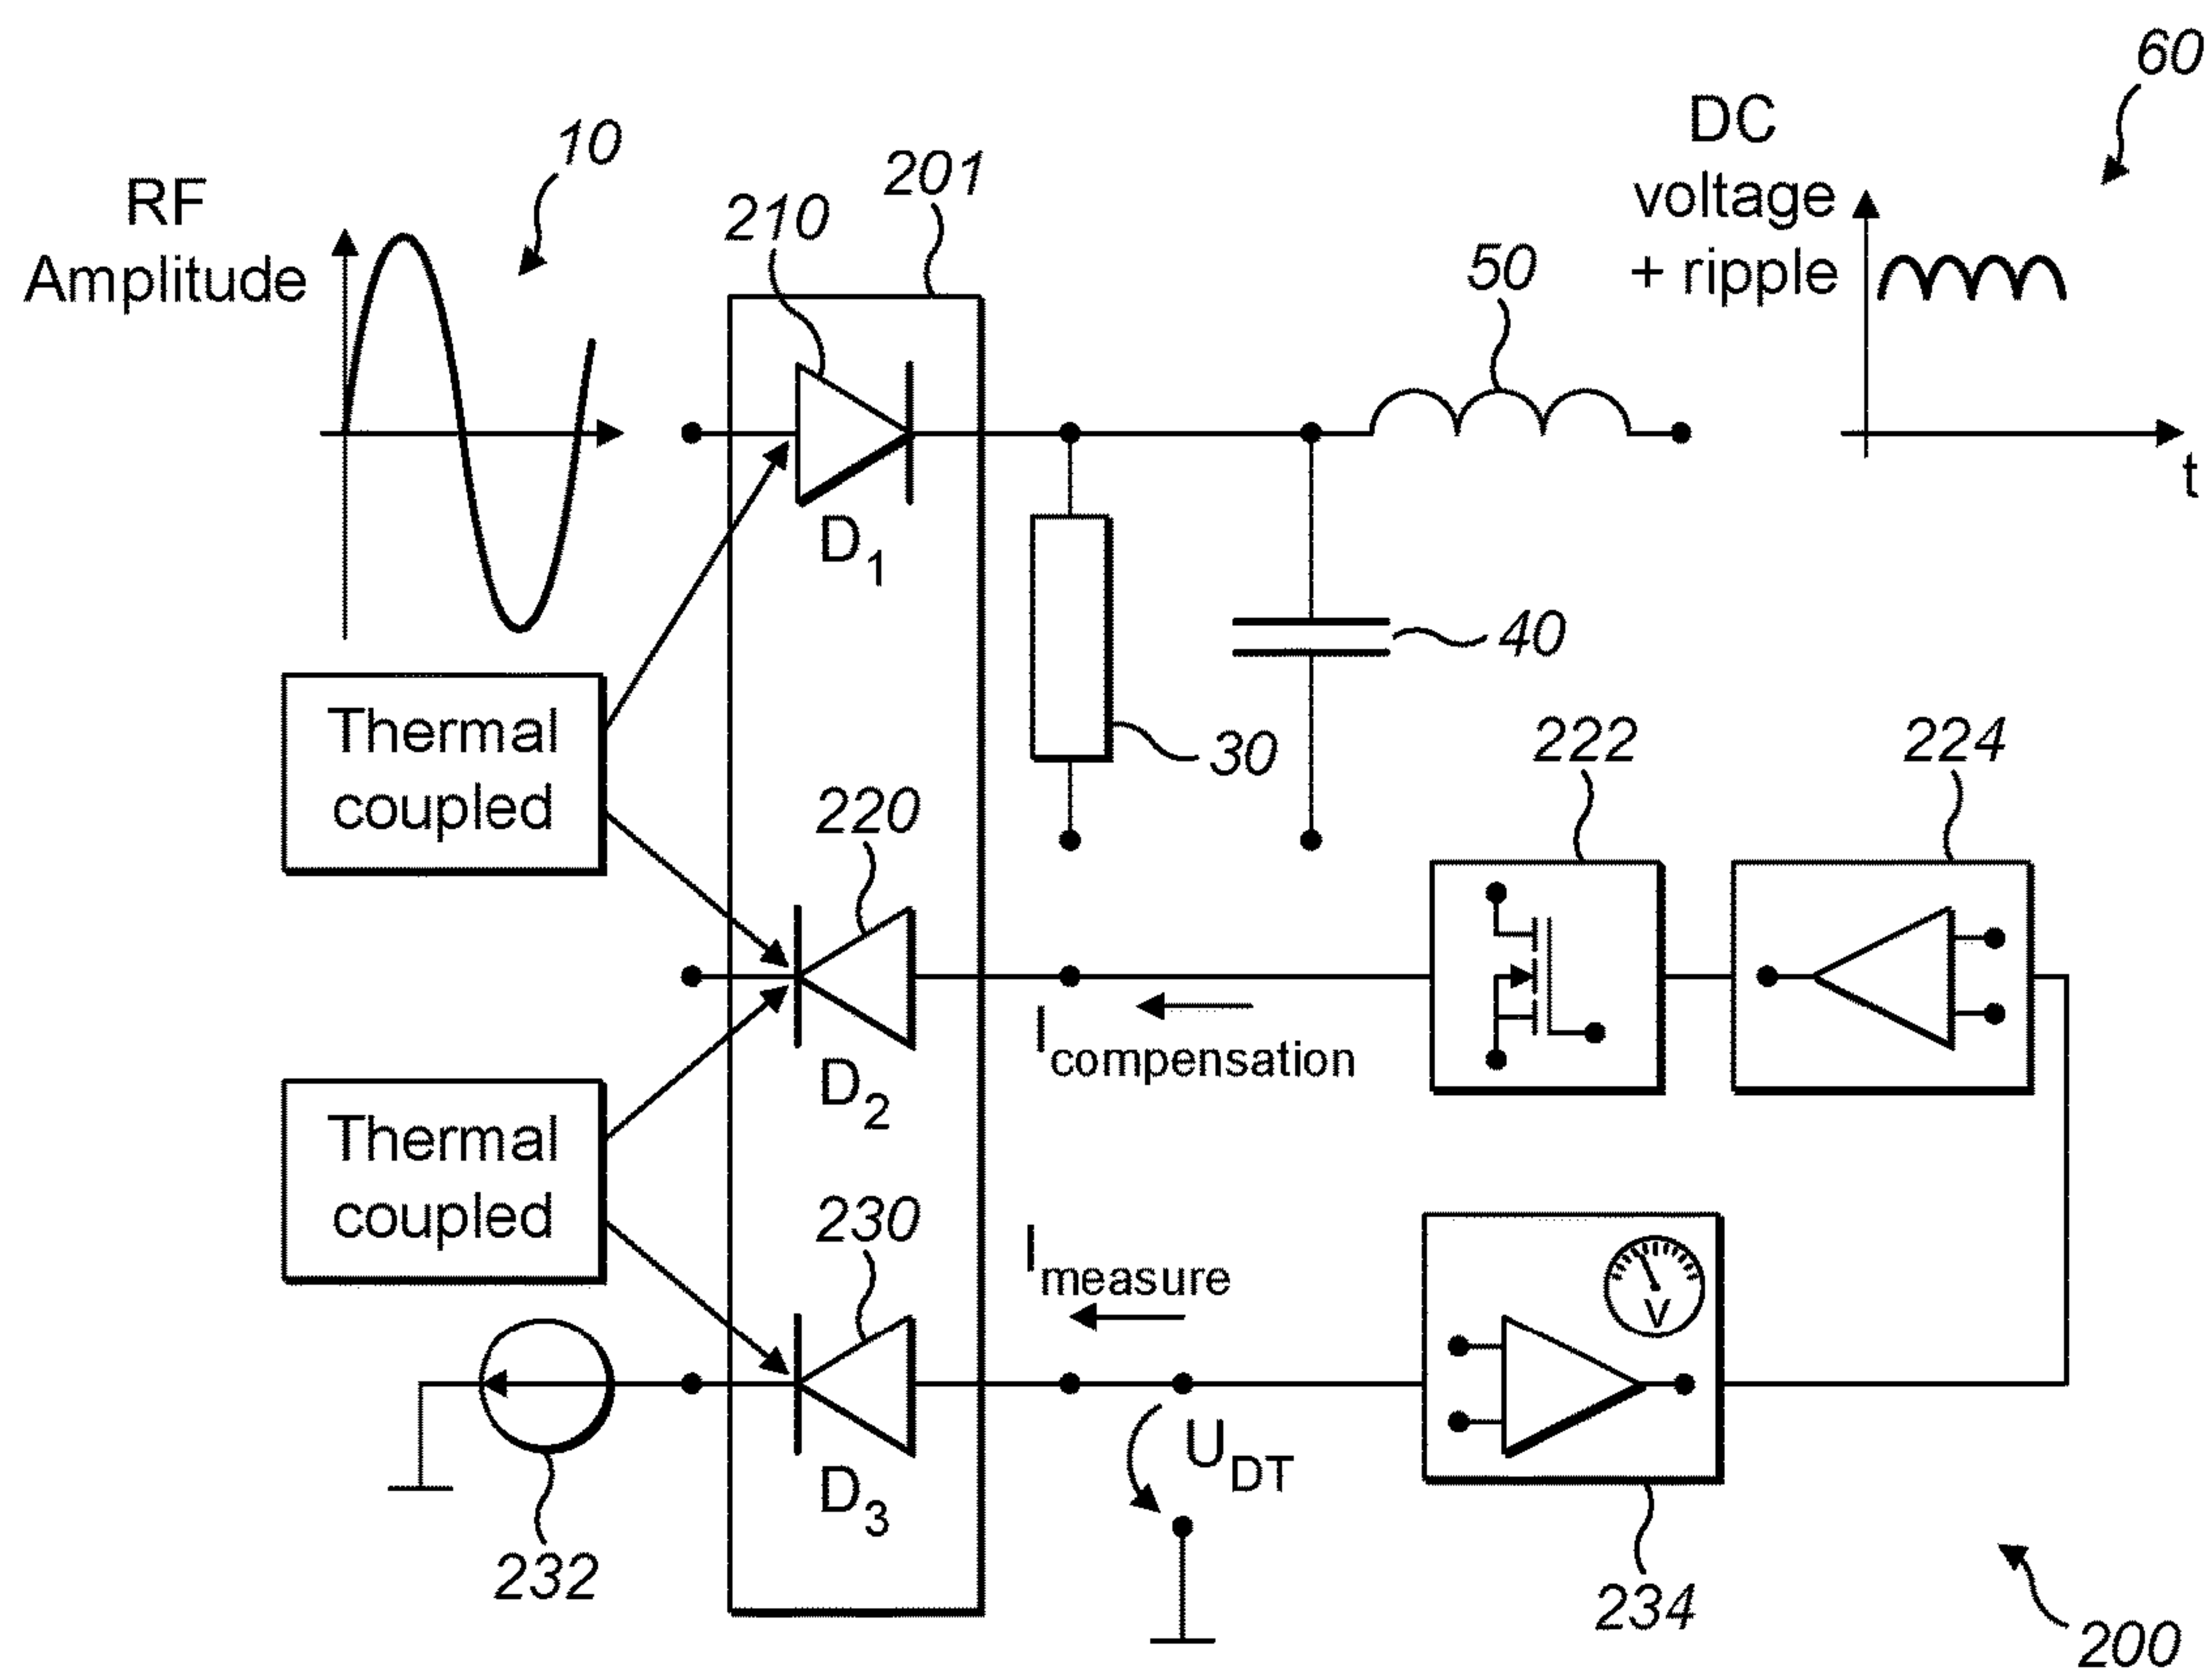 60
DC
voltage
+ ripple
10
RF
Amplitude
201
210
50
t
D1
40
30
Thermal
coupled
222
224
220
Icompensation
D2
Thermal
coupled
230
Imeasure
V
UDT
D3
232
234
200